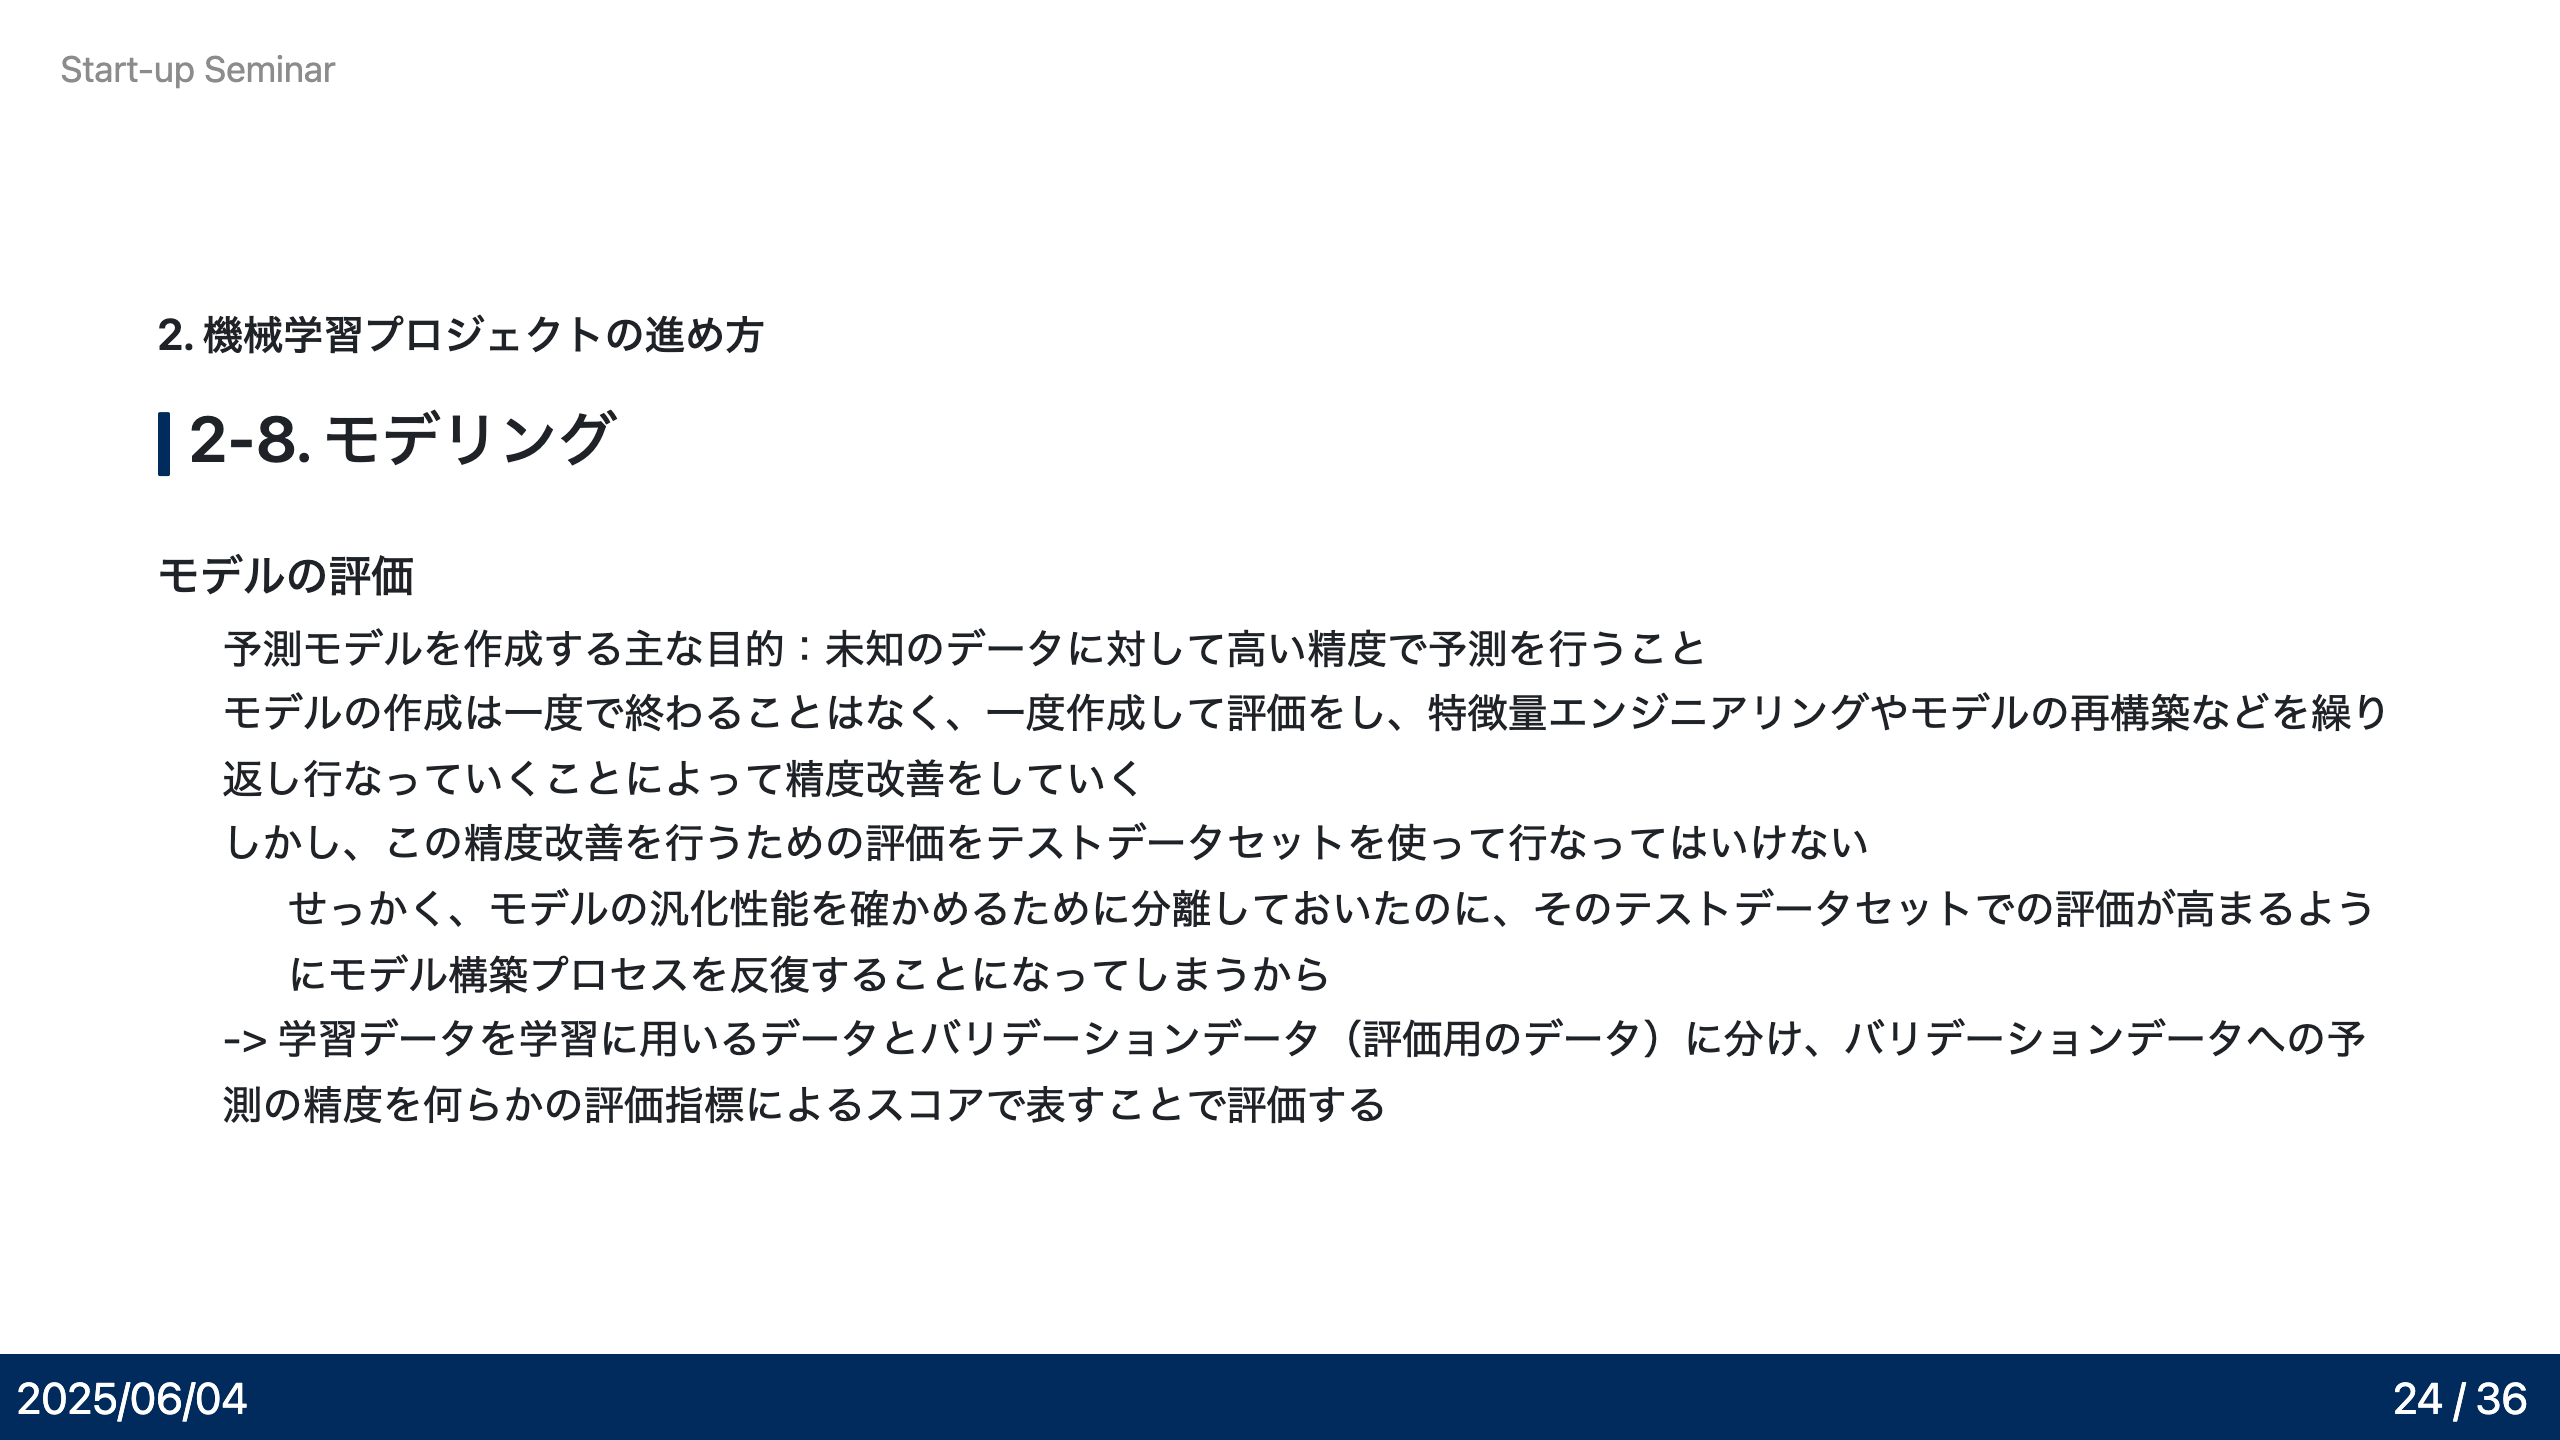 Start-up Seminar
2. 機械学習プロジェクトの進め方
2-8. モデリング
モデルの評価
予測モデルを作成する主な目的：未知のデータに対して高い精度で予測を行うこと
モデルの作成は一度で終わることはなく、一度作成して評価をし、特徴量エンジニアリングやモデルの再構築などを繰り
返し行なっていくことによって精度改善をしていく
しかし、この精度改善を行うための評価をテストデータセットを使って行なってはいけない
せっかく、モデルの汎化性能を確かめるために分離しておいたのに、そのテストデータセットでの評価が高まるよう
にモデル構築プロセスを反復することになってしまうから
-> 学習データを学習に用いるデータとバリデーションデータ（評価用のデータ）に分け、バリデーションデータへの予
測の精度を何らかの評価指標によるスコアで表すことで評価する
2025/06/04
24 / 36